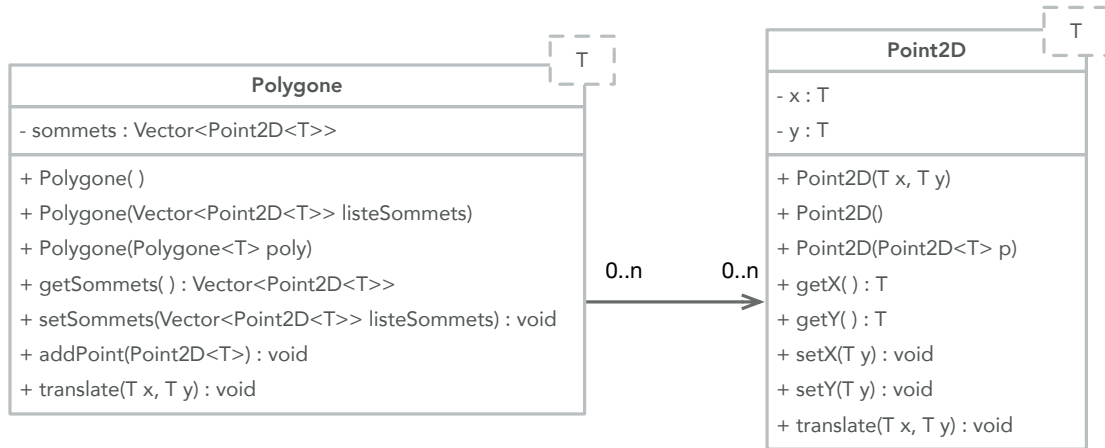 T
Polygone
- sommets : Vector<Point2D<T>>
+ Polygone( )
+ Polygone(Vector<Point2D<T>> listeSommets)
+ Polygone(Polygone<T> poly)
+ getSommets( ) : Vector<Point2D<T>>
+ setSommets(Vector<Point2D<T>> listeSommets) : void
+ addPoint(Point2D<T>) : void
+ translate(T x, T y) : void
0..n
0..n
T
Point2D
- x : T
- y : T
+ Point2D(T x, T y)
+ Point2D()
+ Point2D(Point2D<T> p)
+ getX( ) : T
+ getY( ) : T
+ setX(T y) : void
+ setY(T y) : void
+ translate(T x, T y) : void